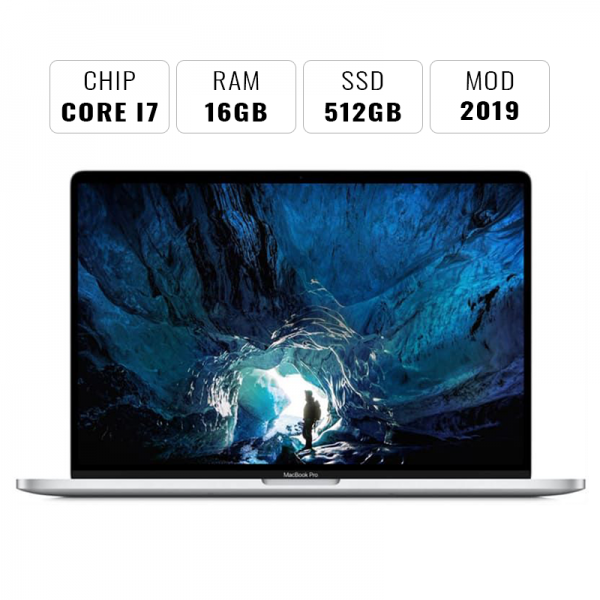 CHIP
CORE I7
RAM
16GB
SSD
512GB
MOD
2019
MacBook Pro